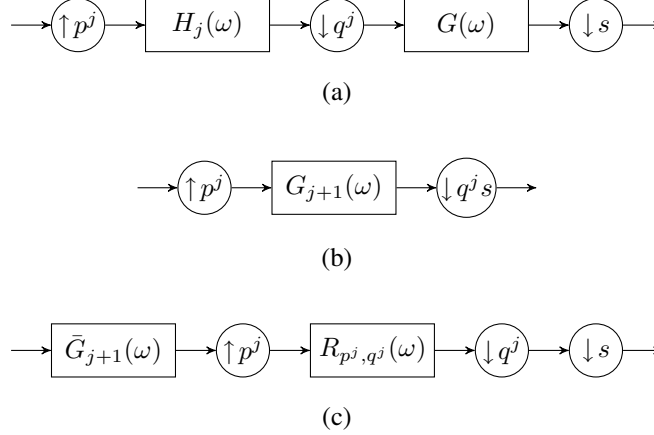 ↑ p^j H_j(ω) ↓ q^j G(ω) ↓ s
(a)
↑ p^j G_{j+1}(ω) ↓ q^j s
(b)
Ḡ_{j+1}(ω) ↑ p^j R_{p^j,q^j}(ω) ↓ q^j ↓ s
(c)